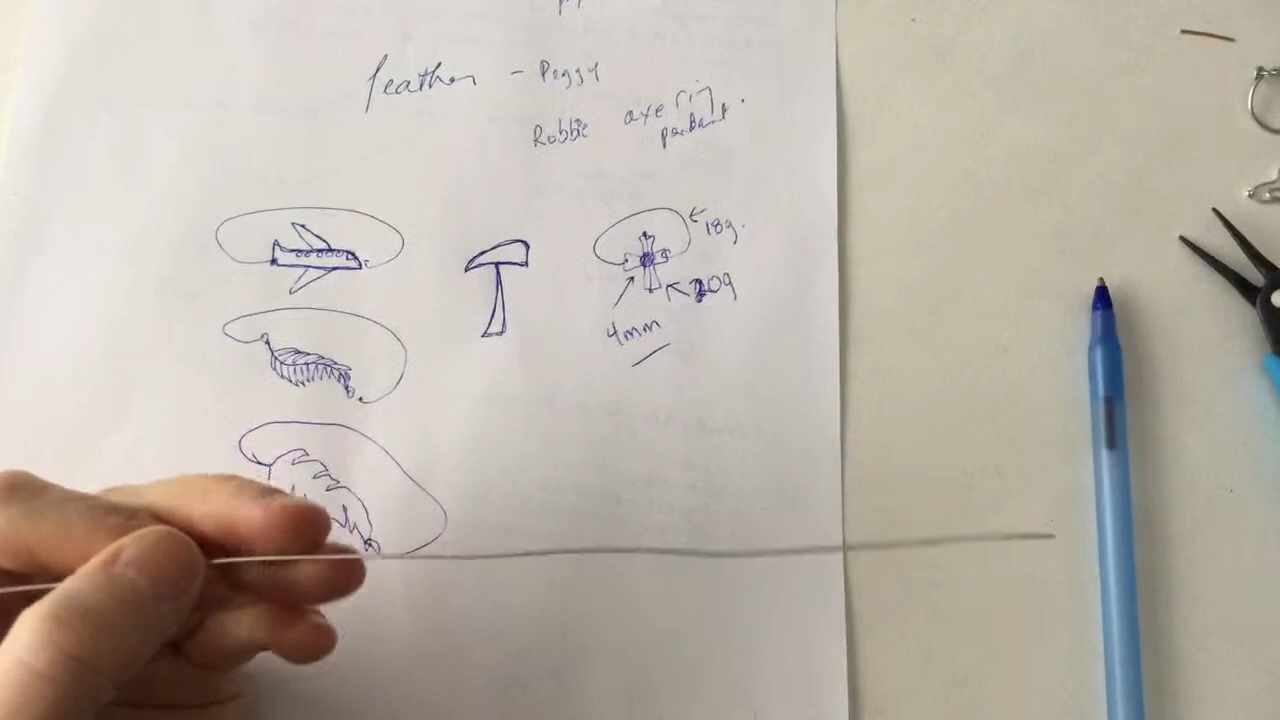 feather - Peggy
Robbie axe ring
pendant.
18g.
20g
4mm